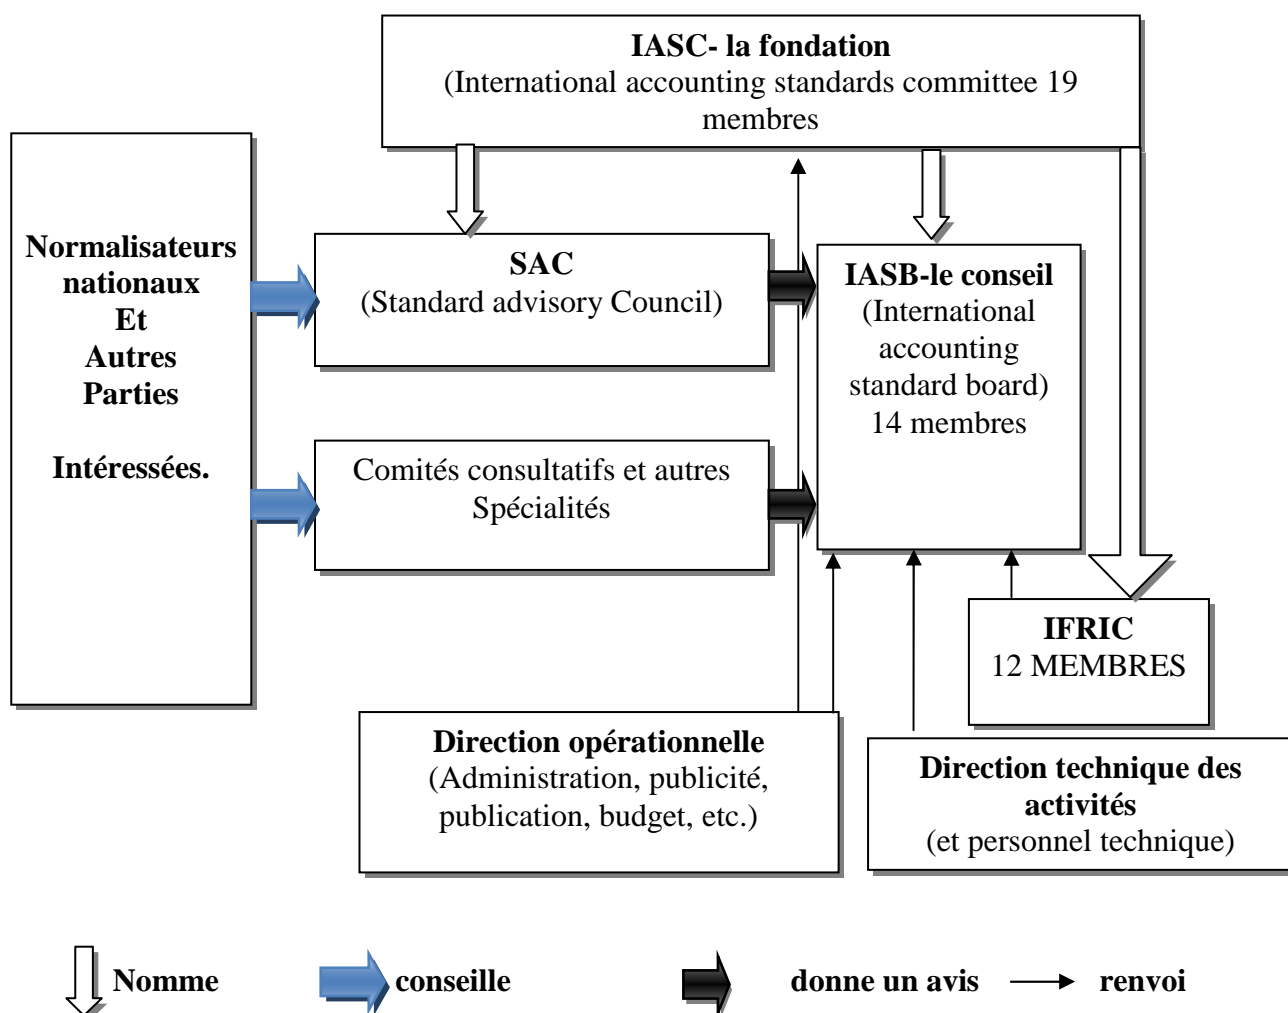 IASC- la fondation
(International accounting standards committee 19
membres
Normalisateurs
nationaux
Et
Autres
Parties
Intéressées.
SAC
(Standard advisory Council)
IASB-le conseil
(International
accounting
standard board)
14 membres
Comités consultatifs et autres
Spécialités
IFRIC
12 MEMBRES
Direction opérationnelle
(Administration, publicité,
publication, budget, etc.)
Direction technique des
activités
(et personnel technique)
Nomme conseille donne un avis renvoi